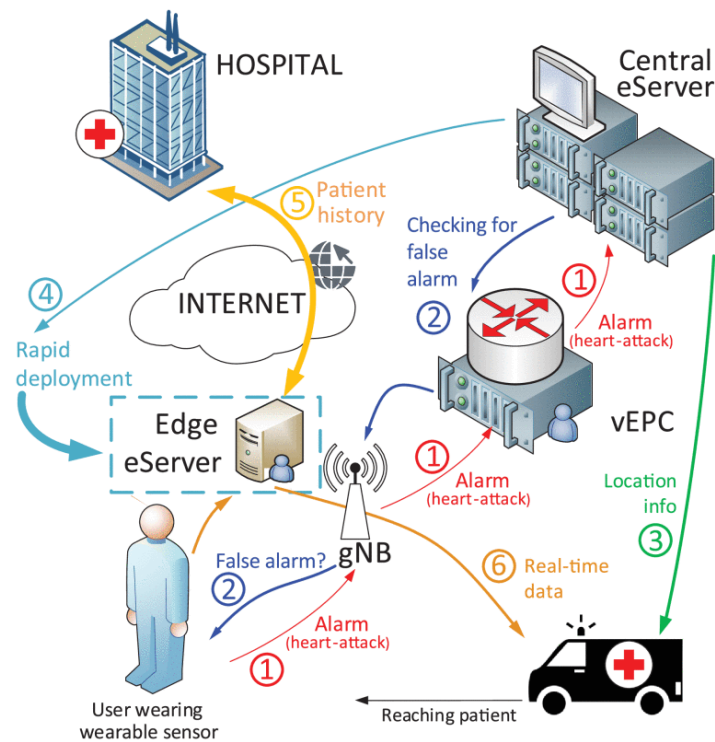 HOSPITAL
Central
eServer
5
Patient
history
Checking for
false
alarm
2
1
Alarm
(heart-attack)
4
INTERNET
Rapid
deployment
Edge
eServer
vEPC
1
Alarm
(heart-attack)
Location
info
3
gNB
False alarm?
2
6
Real-time
data
Alarm
(heart-attack)
1
User wearing
wearable sensor
Reaching patient